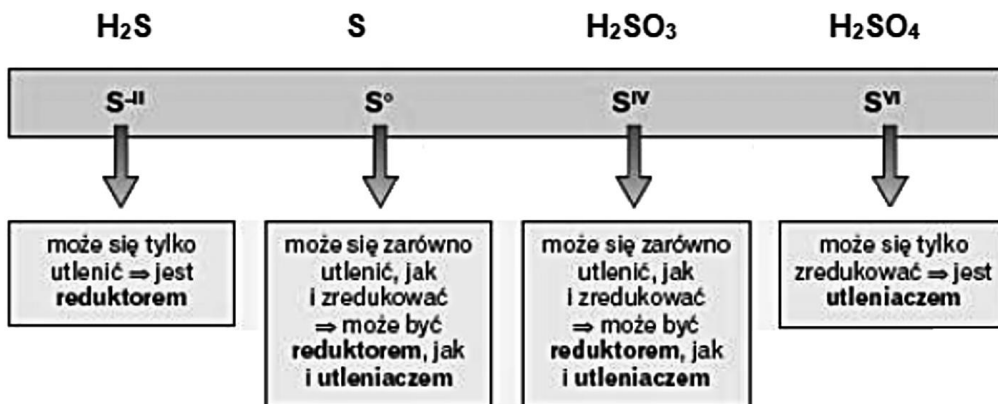 H₂S S H₂SO₃ H₂SO₄
S⁻ᴵᴵ S° Sᴵⱽ Sⱽᴵ
może się tylko
utlenić ⇒ jest
reduktorem
może się zarówno
utlenić, jak
i zredukować
⇒ może być
reduktorem, jak
i utleniaczem
może się zarówno
utlenić, jak
i zredukować
⇒ może być
reduktorem, jak
i utleniaczem
może się tylko
zredukować ⇒ jest
utleniaczem